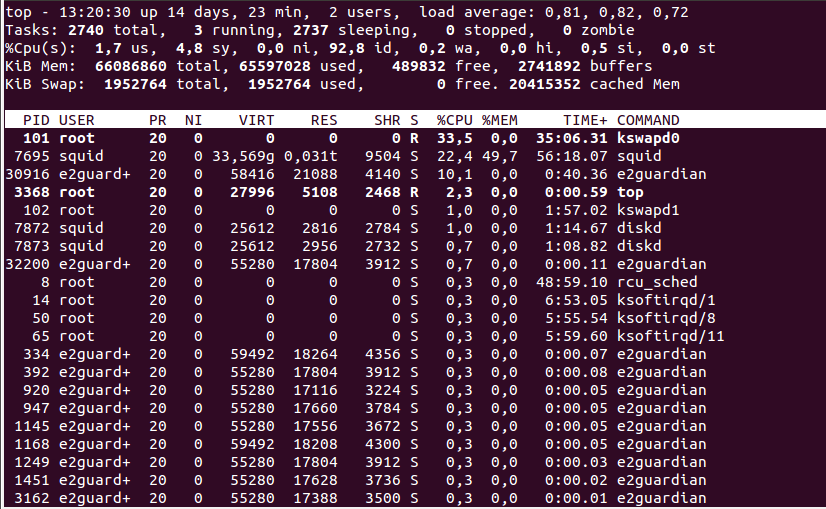 top - 13:20:30 up 14 days, 23 min,  2 users,  load average: 0,81, 0,82, 0,72
Tasks: 2740 total,   3 running, 2737 sleeping,   0 stopped,   0 zombie
%Cpu(s):  1,7 us,  4,8 sy,  0,0 ni, 92,8 id,  0,2 wa,  0,0 hi,  0,5 si,  0,0 st
KiB Mem:  66086860 total, 65597028 used,   489832 free,  2741892 buffers
KiB Swap:  1952764 total,  1952764 used,        0 free. 20415352 cached Mem
PID USER      PR  NI    VIRT    RES    SHR S  %CPU %MEM     TIME+ COMMAND
101 root      20   0       0      0      0 R  33,5  0,0  35:06.31 kswapd0
7695 squid     20   0 33,569g 0,031t   9504 S  22,4 49,7  56:18.07 squid
30916 e2guard+  20   0   58416  21088   4140 S  10,1  0,0   0:40.36 e2guardian
3368 root      20   0   27996   5108   2468 R   2,3  0,0   0:00.59 top
102 root      20   0       0      0      0 S   1,0  0,0   1:57.02 kswapd1
7872 squid     20   0   25612   2816   2784 S   1,0  0,0   1:14.67 diskd
7873 squid     20   0   25612   2956   2732 S   0,7  0,0   1:08.82 diskd
32200 e2guard+  20   0   55280  17804   3912 S   0,7  0,0   0:00.11 e2guardian
8 root      20   0       0      0      0 S   0,3  0,0  48:59.10 rcu_sched
14 root      20   0       0      0      0 S   0,3  0,0   6:53.05 ksoftirqd/1
50 root      20   0       0      0      0 S   0,3  0,0   5:55.54 ksoftirqd/8
65 root      20   0       0      0      0 S   0,3  0,0   5:59.60 ksoftirqd/11
334 e2guard+  20   0   59492  18264   4356 S   0,3  0,0   0:00.07 e2guardian
392 e2guard+  20   0   55280  17804   3912 S   0,3  0,0   0:00.08 e2guardian
920 e2guard+  20   0   55280  17116   3224 S   0,3  0,0   0:00.05 e2guardian
947 e2guard+  20   0   55280  17660   3784 S   0,3  0,0   0:00.05 e2guardian
1145 e2guard+  20   0   55280  17556   3672 S   0,3  0,0   0:00.05 e2guardian
1168 e2guard+  20   0   59492  18208   4300 S   0,3  0,0   0:00.05 e2guardian
1249 e2guard+  20   0   55280  17804   3912 S   0,3  0,0   0:00.03 e2guardian
1451 e2guard+  20   0   55280  17628   3736 S   0,3  0,0   0:00.02 e2guardian
3162 e2guard+  20   0   55280  17388   3500 S   0,3  0,0   0:00.01 e2guardian